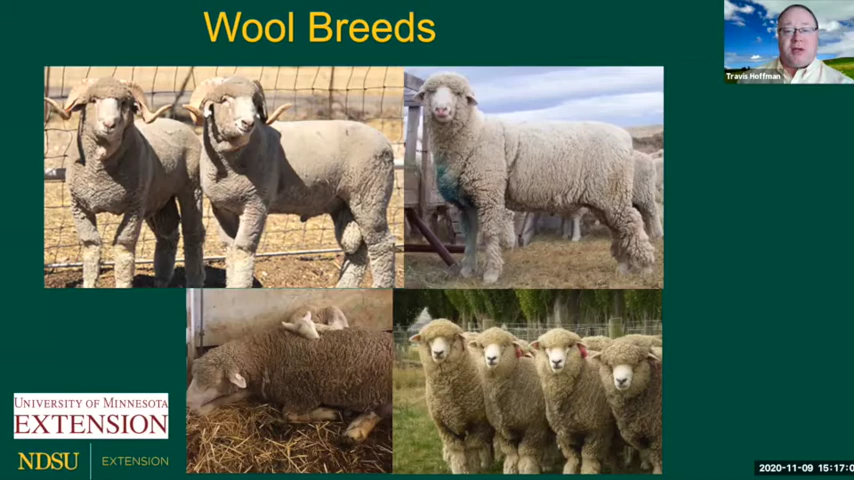 Wool Breeds
Travis Hoffman
UNIVERSITY OF MINNESOTA
EXTENSION
NDSU EXTENSION
2020-11-09 15:17:0